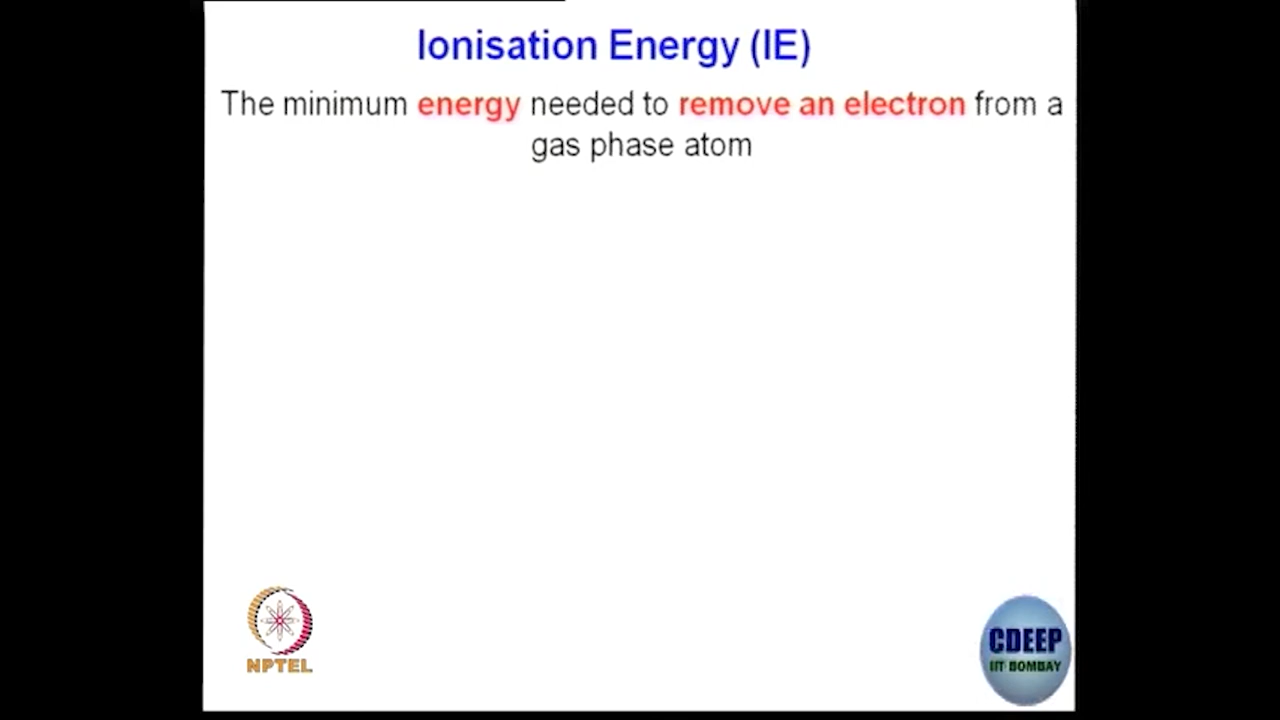 Ionisation Energy (IE)
The minimum energy needed to remove an electron from a
gas phase atom
NPTEL
CDEEP
IIT BOMBAY